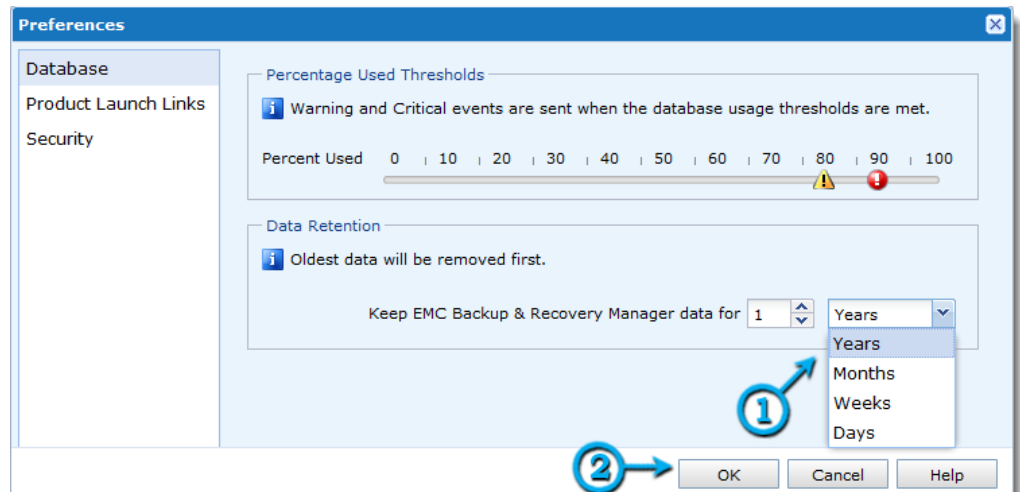 Preferences
Database
Product Launch Links
Security
Percentage Used Thresholds
Warning and Critical events are sent when the database usage thresholds are met.
Percent Used 0 10 20 30 40 50 60 70 80 90 100
Data Retention
Oldest data will be removed first.
Keep EMC Backup & Recovery Manager data for 1 Years
Years
Months
Weeks
Days
1
2
OK Cancel Help